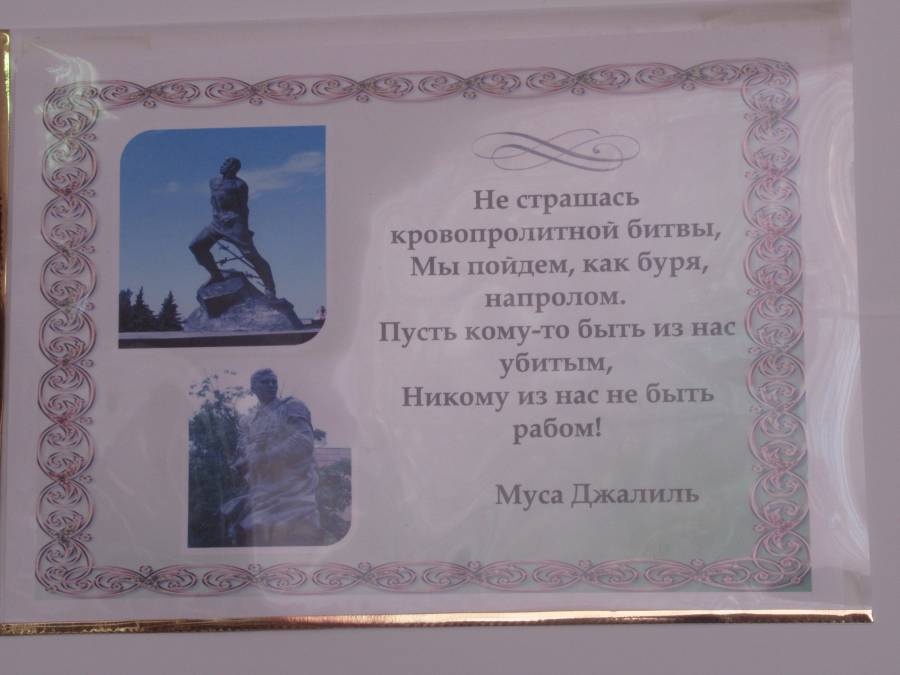 Не страшась
кровопролитной битвы,
Мы пойдем, как буря,
напролом.
Пусть кому-то быть из нас
убитым,
Никому из нас не быть
рабом!
Муса Джалиль